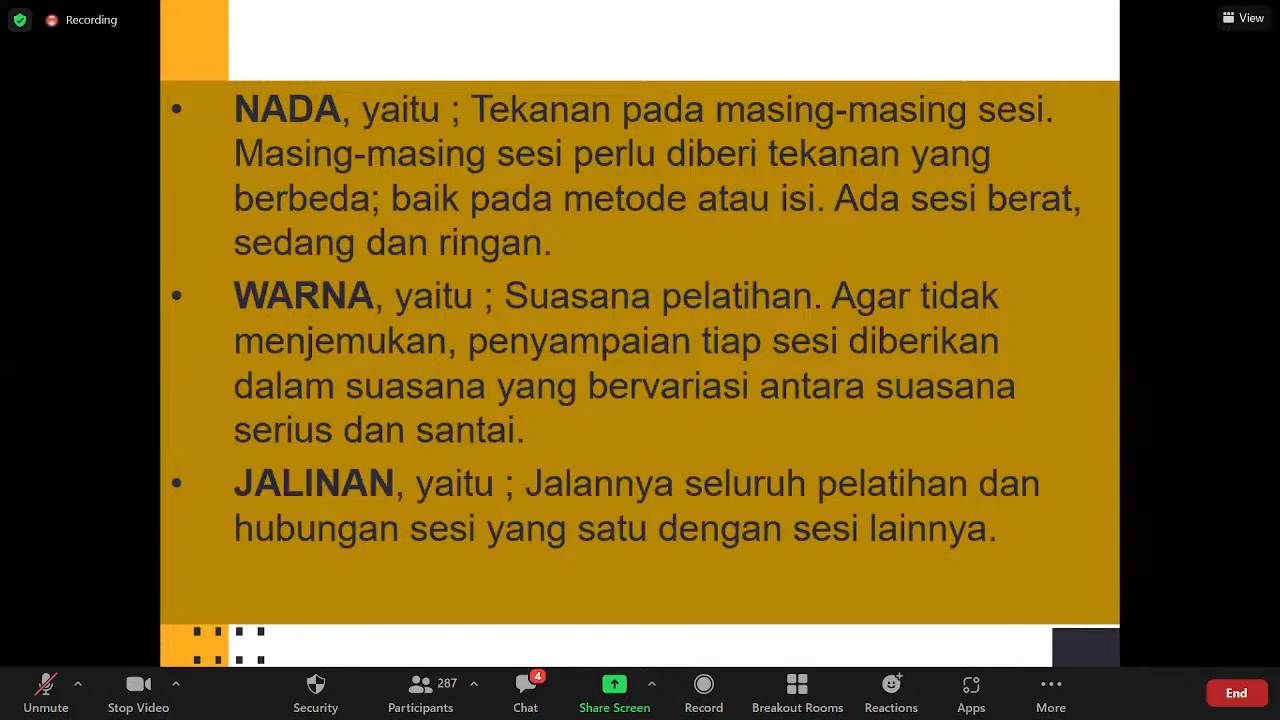 Recording
View
• NADA, yaitu ; Tekanan pada masing-masing sesi.
Masing-masing sesi perlu diberi tekanan yang
berbeda; baik pada metode atau isi. Ada sesi berat,
sedang dan ringan.
• WARNA, yaitu ; Suasana pelatihan. Agar tidak
menjemukan, penyampaian tiap sesi diberikan
dalam suasana yang bervariasi antara suasana
serius dan santai.
• JALINAN, yaitu ; Jalannya seluruh pelatihan dan
hubungan sesi yang satu dengan sesi lainnya.
287 4
Unmute Stop Video Security Participants Chat Share Screen Record Breakout Rooms Reactions Apps More End